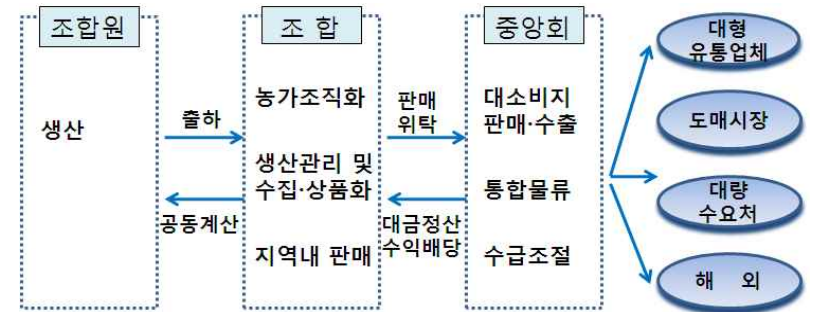 조합원
생산
출하
공동계산
조 합
농가조직화
생산관리 및
수집·상품화
지역내 판매
판매
위탁
대금정산
수익배당
중앙회
대소비지
판매·수출
통합물류
수급조절
대형
유통업체
도매시장
대량
수요처
해 외